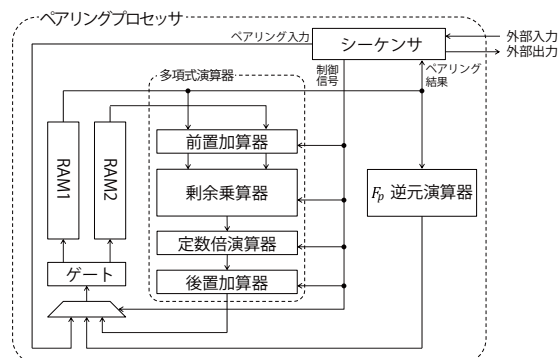 ペアリングプロセッサ
ペアリング入力
シーケンサ
外部入力
外部出力
多項式演算器
制御
信号
ペアリング
結果
RAM1
RAM2
前置加算器
剰余乗算器
F_p 逆元演算器
定数倍演算器
ゲート
後置加算器